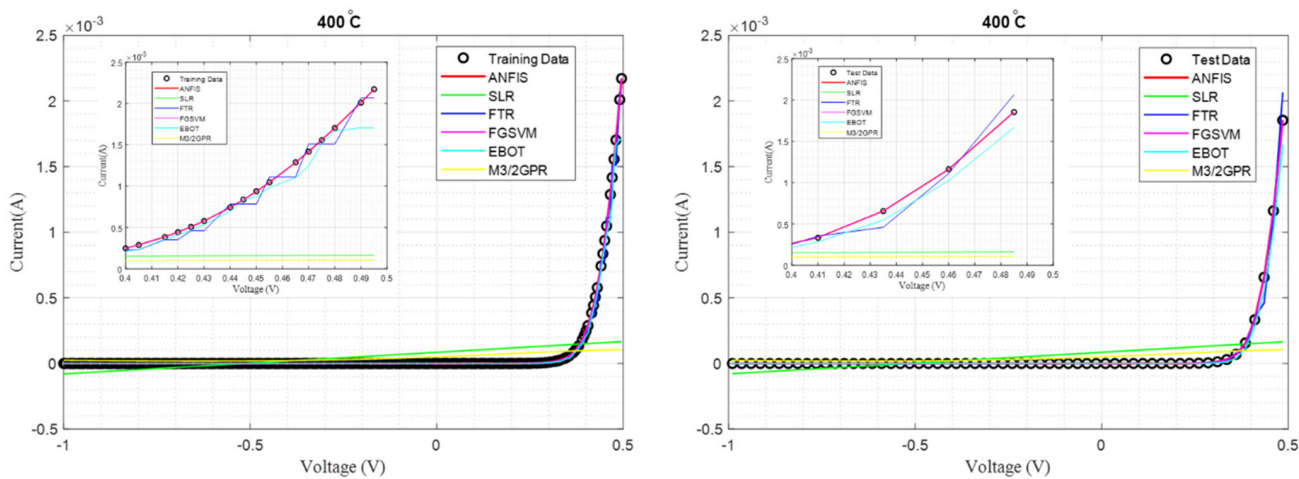 400°C
×10⁻³
2.5
2
1.5
1
0.5
0
-0.5
-1
-0.5
0
0.5
Current(A)
Voltage (V)
Training Data
ANFIS
SLR
FTR
FGSVM
EBOT
M3/2GPR
×10⁻³
2.5
2
1.5
1
0.5
0
0.4
0.41
0.42
0.43
0.44
0.45
0.46
0.47
0.48
0.49
0.5
Current(A)
Voltage (V)
Training Data
ANFIS
SLR
FTR
FGSVM
EBOT
M3/2GPR
400°C
×10⁻³
2.5
2
1.5
1
0.5
0
-0.5
-1
-0.5
0
0.5
Current(A)
Voltage (V)
Test Data
ANFIS
SLR
FTR
FGSVM
EBOT
M3/2GPR
×10⁻³
2.5
2
1.5
1
0.5
0
0.4
0.41
0.42
0.43
0.44
0.45
0.46
0.47
0.48
0.49
0.5
Current(A)
Voltage (V)
Test Data
ANFIS
SLR
FTR
FGSVM
EBOT
M3/2GPR